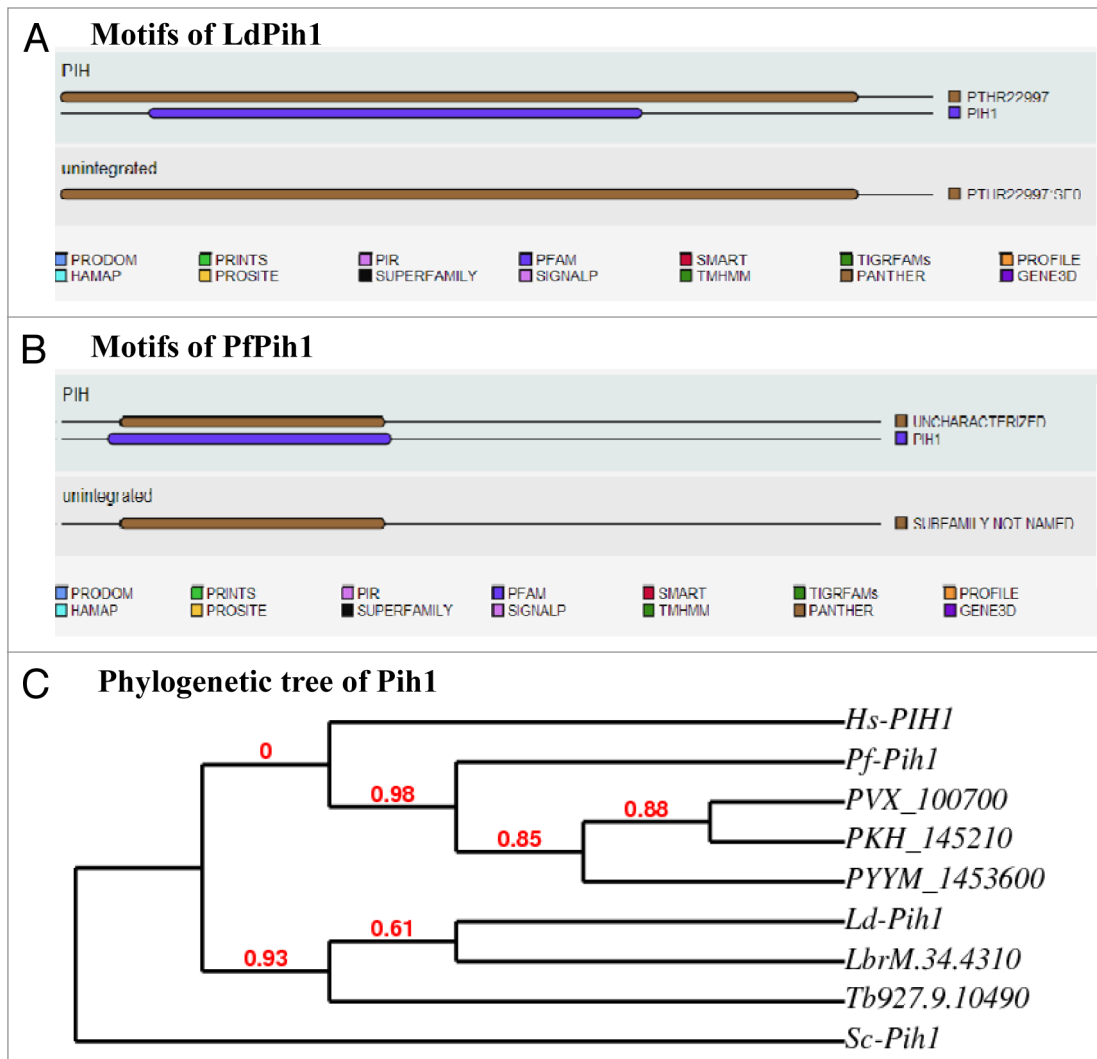 A Motifs of LdPih1
PIH
PTHR22997
PIH1
unintegrated
PRODOM PRINTS PIR PFAM SMART TIGRFAMs PROFILE
HAMAP PROSITE SUPERFAMILY SIGNALP TMHMM PANTHER GENE3D
B Motifs of PfPih1
PIH
UNCHARACTERIZED
PIH1
unintegrated
SUBFAMILY NOT NAMED
PRODOM PRINTS PIR PFAM SMART TIGRFAMs PROFILE
HAMAP PROSITE SUPERFAMILY SIGNALP TMHMM PANTHER GENE3D
C Phylogenetic tree of Pih1
Hs-PIH1
0
Pf-Pih1
0.98
PVX_100700
0.88
PKH_145210
0.85
PYYM_1453600
Ld-Pih1
0.61
LbrM.34.4310
0.93
Tb927.9.10490
Sc-Pih1